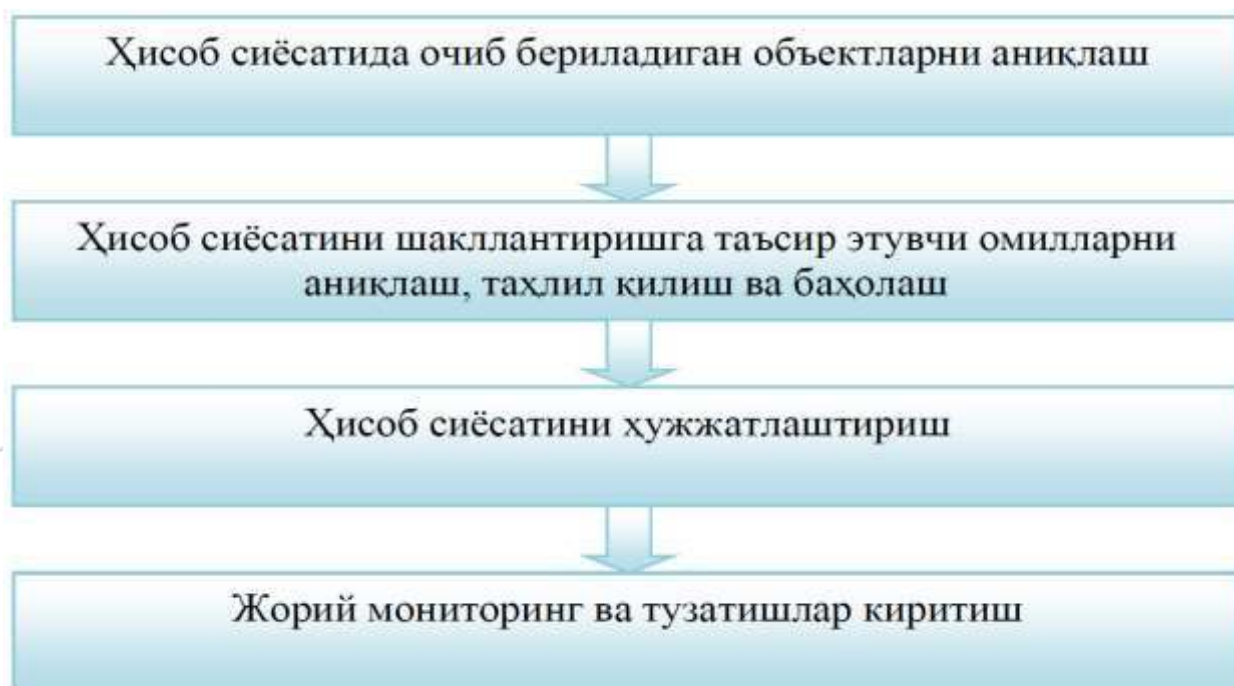 Ҳисоб сиёсатида очиб бериладиган объектларни аниқлаш
Ҳисоб сиёсатини шакллантиришга таъсир этувчи омилларни
аниқлаш, таҳлил қилиш ва баҳолаш
Ҳисоб сиёсатини ҳужжатлаштириш
Жорий мониторинг ва тузатишлар киритиш